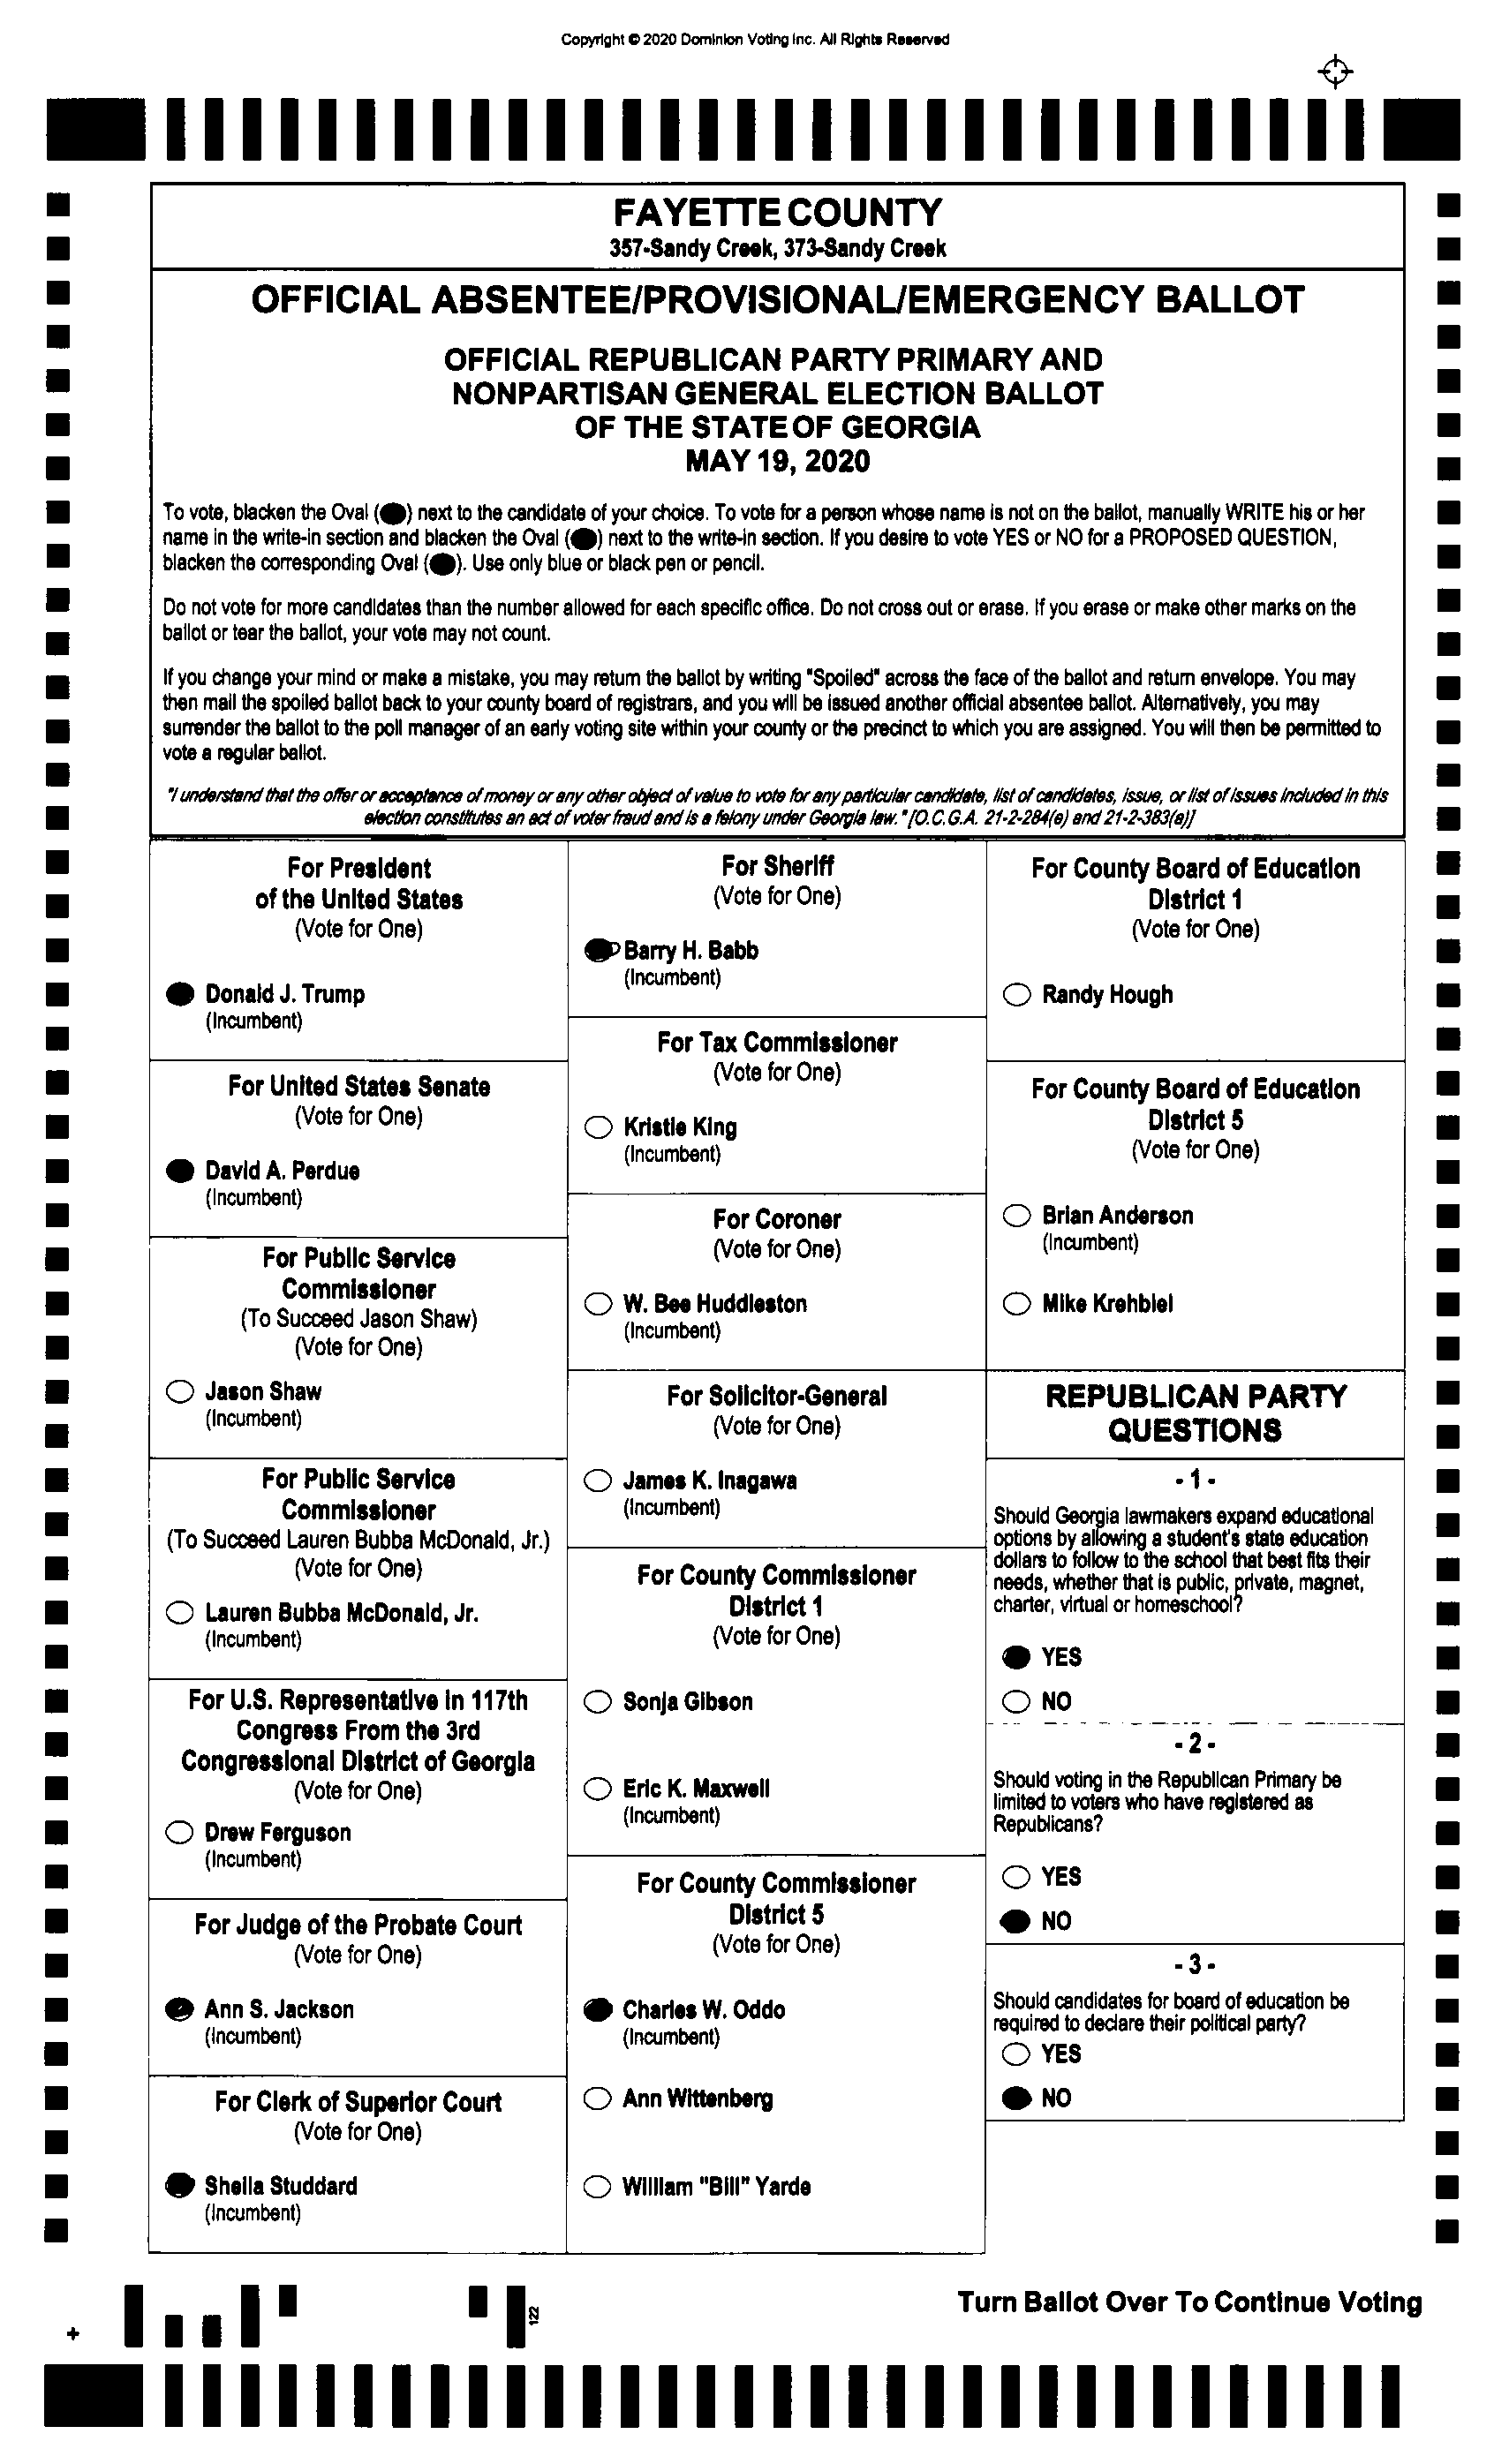 Copyright © 2020 Dominion Voting Inc. All Rights Reserved
FAYETTE COUNTY
357-Sandy Creek, 373-Sandy Creek
OFFICIAL ABSENTEE/PROVISIONAL/EMERGENCY BALLOT
OFFICIAL REPUBLICAN PARTY PRIMARY AND
NONPARTISAN GENERAL ELECTION BALLOT
OF THE STATE OF GEORGIA
MAY 19, 2020
To vote, blacken the Oval ( ) next to the candidate of your choice. To vote for a person whose name is not on the ballot, manually WRITE his or her
name in the write-in section and blacken the Oval ( ) next to the write-in section. If you desire to vote YES or NO for a PROPOSED QUESTION,
blacken the corresponding Oval ( ). Use only blue or black pen or pencil.
Do not vote for more candidates than the number allowed for each specific office. Do not cross out or erase. If you erase or make other marks on the
ballot or tear the ballot, your vote may not count.
If you change your mind or make a mistake, you may return the ballot by writing "Spoiled" across the face of the ballot and return envelope. You may
then mail the spoiled ballot back to your county board of registrars, and you will be issued another official absentee ballot. Alternatively, you may
surrender the ballot to the poll manager of an early voting site within your county or the precinct to which you are assigned. You will then be permitted to
vote a regular ballot.
"I understand that the offer or acceptance of money or any other object of value to vote for any particular candidate, list of candidates, issue, or list of issues included in this
election constitutes an act of voter fraud and is a felony under Georgia law." [O.C.G.A. 21-2-284(e) and 21-2-383(a)]
For President
of the United States
(Vote for One)
Donald J. Trump
(Incumbent)
For United States Senate
(Vote for One)
David A. Perdue
(Incumbent)
For Public Service
Commissioner
(To Succeed Jason Shaw)
(Vote for One)
Jason Shaw
(Incumbent)
For Public Service
Commissioner
(To Succeed Lauren Bubba McDonald, Jr.)
(Vote for One)
Lauren Bubba McDonald, Jr.
(Incumbent)
For U.S. Representative in 117th
Congress From the 3rd
Congressional District of Georgia
(Vote for One)
Drew Ferguson
(Incumbent)
For Judge of the Probate Court
(Vote for One)
Ann S. Jackson
(Incumbent)
For Clerk of Superior Court
(Vote for One)
Sheila Studdard
(Incumbent)
For Sheriff
(Vote for One)
Barry H. Babb
(Incumbent)
For Tax Commissioner
(Vote for One)
Kristie King
(Incumbent)
For Coroner
(Vote for One)
W. Bee Huddleston
(Incumbent)
For Solicitor-General
(Vote for One)
James K. Inagawa
(Incumbent)
For County Commissioner
District 1
(Vote for One)
Sonja Gibson
Eric K. Maxwell
(Incumbent)
For County Commissioner
District 5
(Vote for One)
Charles W. Oddo
(Incumbent)
Ann Wittenberg
William "Bill" Yarde
For County Board of Education
District 1
(Vote for One)
Randy Hough
For County Board of Education
District 5
(Vote for One)
Brian Anderson
(Incumbent)
Mike Krehbiel
REPUBLICAN PARTY
QUESTIONS
- 1 -
Should Georgia lawmakers expand educational
options by allowing a student's state education
dollars to follow to the school that best fits their
needs, whether that is public, private, magnet,
charter, virtual or homeschool?
YES
NO
- 2 -
Should voting in the Republican Primary be
limited to voters who have registered as
Republicans?
YES
NO
- 3 -
Should candidates for board of education be
required to declare their political party?
YES
NO
122
Turn Ballot Over To Continue Voting